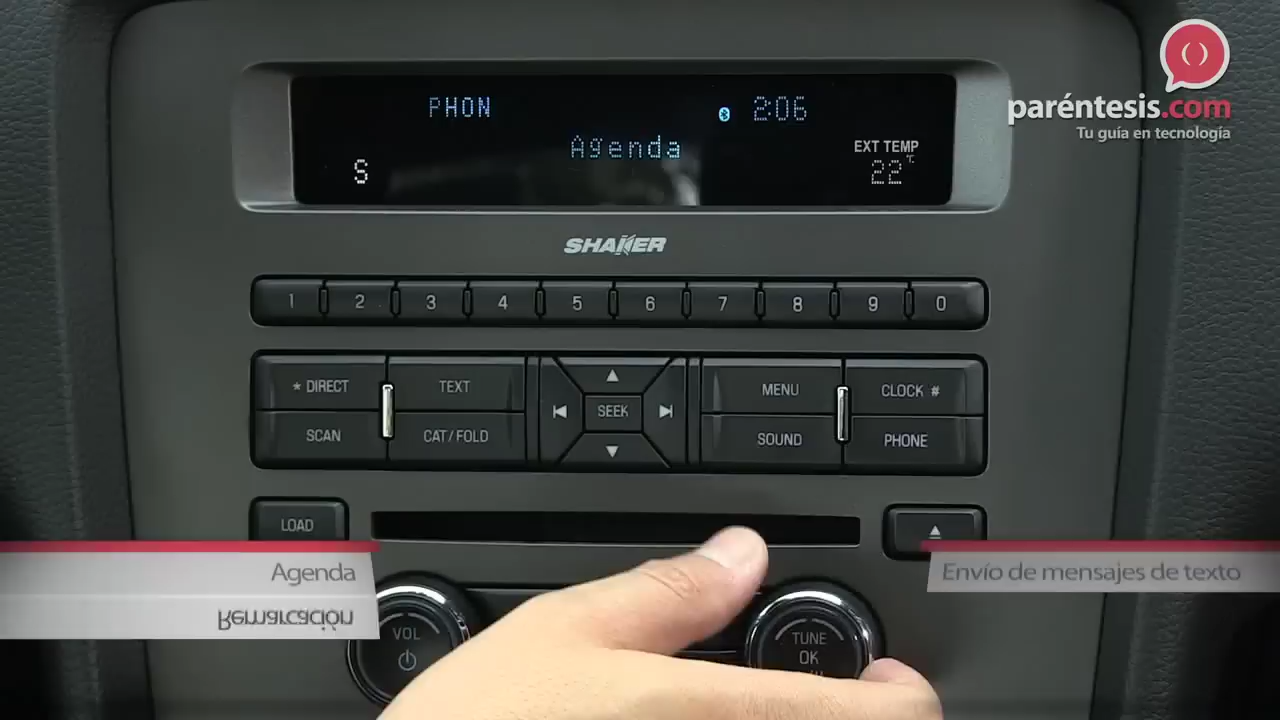 paréntesis.com
Tu guía en tecnología
PHON
2:06
Agenda
EXT TEMP
S
22°C
SHAKER
1 2 3 4 5 6 7 8 9 0
* DIRECT TEXT MENU CLOCK #
SEEK
SCAN CAT/FOLD SOUND PHONE
LOAD
Agenda
Envío de mensajes de texto
Remarcación
VOL
TUNE
OK